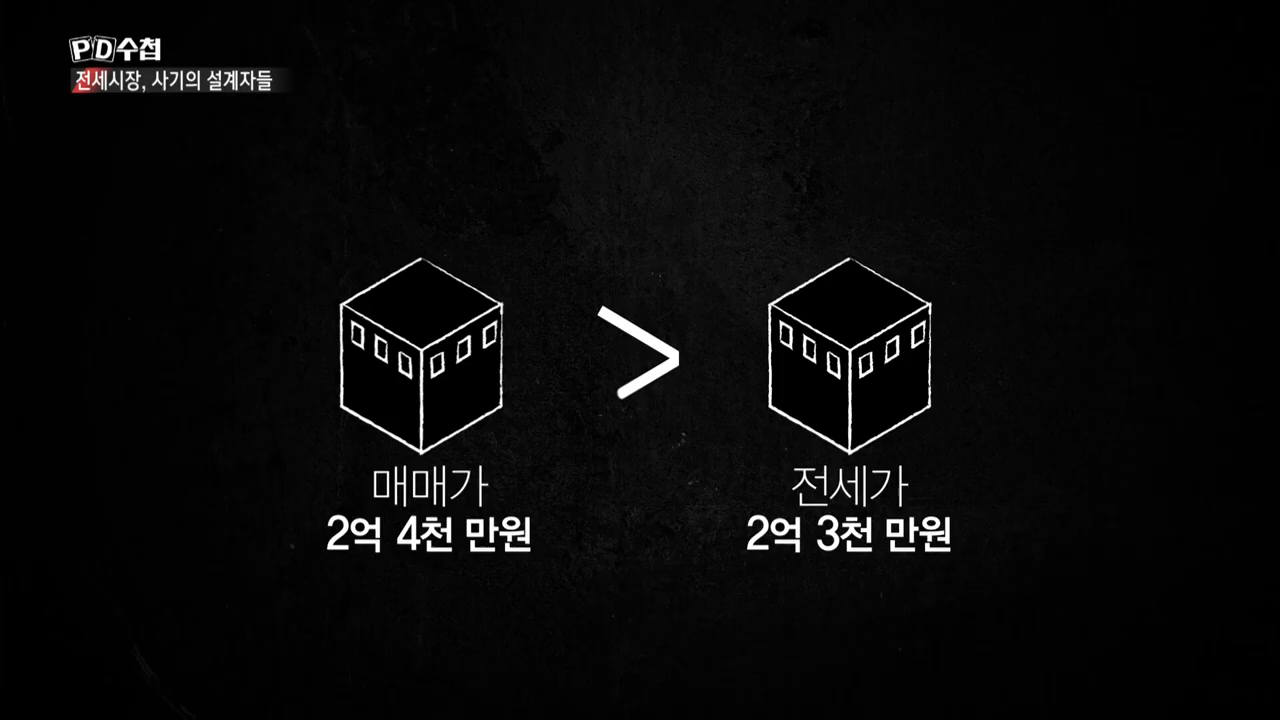 PD수첩
전세시장, 사기의 설계자들
>
매매가
2억 4천 만원
전세가
2억 3천 만원